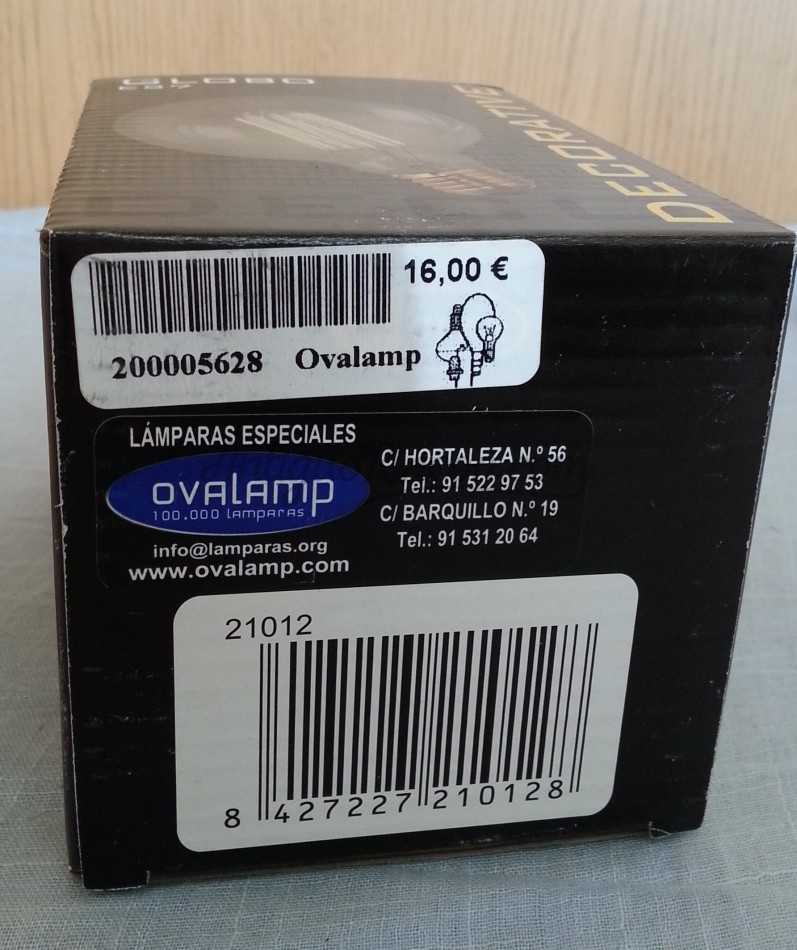 DECORATIVE
GLOBO
16,00 €
200005628 Ovalamp
LÁMPARAS ESPECIALES
OVALAMP
100.000 LAMPARAS
info@lamparas.org
www.ovalamp.com
C/ HORTALEZA N.º 56
Tel.: 91 522 97 53
C/ BARQUILLO N.º 19
Tel.: 91 531 20 64
21012
8 427227 210128